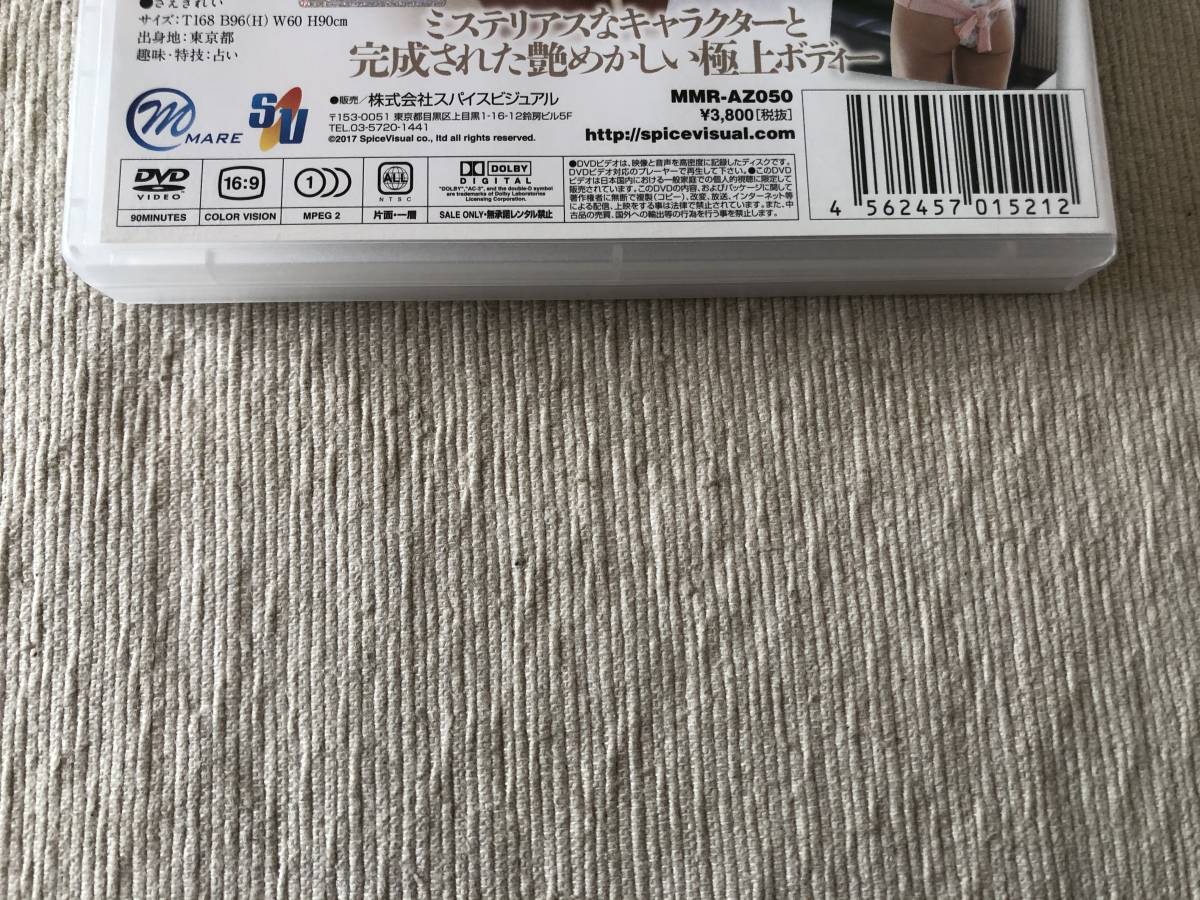 ●さえきれい
サイズ:T168 B96(H) W60 H90cm
出身地:東京都
趣味・特技:占い
ミステリアスなキャラクターと
完成された艶めかしい極上ボディー
m MARE
SV
●販売/株式会社スパイスビジュアル
〒153-0051 東京都目黒区上目黒1-16-12鈴房ビル5F
TEL.03-5720-1441
©2017 SpiceVisual co., ltd all rights reserved.
MMR-AZ050
¥3,800[税抜]
http://spicevisual.com
DVD VIDEO
90MINUTES
16:9
COLOR VISION
1
MPEG 2
ALL
NTSC
片面・一層
DOLBY DIGITAL
"DOLBY", "AC-3", and the double-D symbol
are trademarks of Dolby Laboratories
Licensing Corporation.
SALE ONLY・無承諾レンタル禁止
●DVDビデオは、映像と音声を高密度に記録したディスクです。
DVDビデオ対応のプレーヤーで再生して下さい。●このDVD
ビデオは日本国内における一般家庭での個人的視聴に限定して
販売されています。このDVDの内容、およびパッケージに関して
著作権者に無断で複製(コピー)、改変、放送、インターネット等
による配信、上映をする事は法律で禁止されています。また、中
古品の売買、国外への輸出等の行為を行う事を禁じます。
4 562457 015212